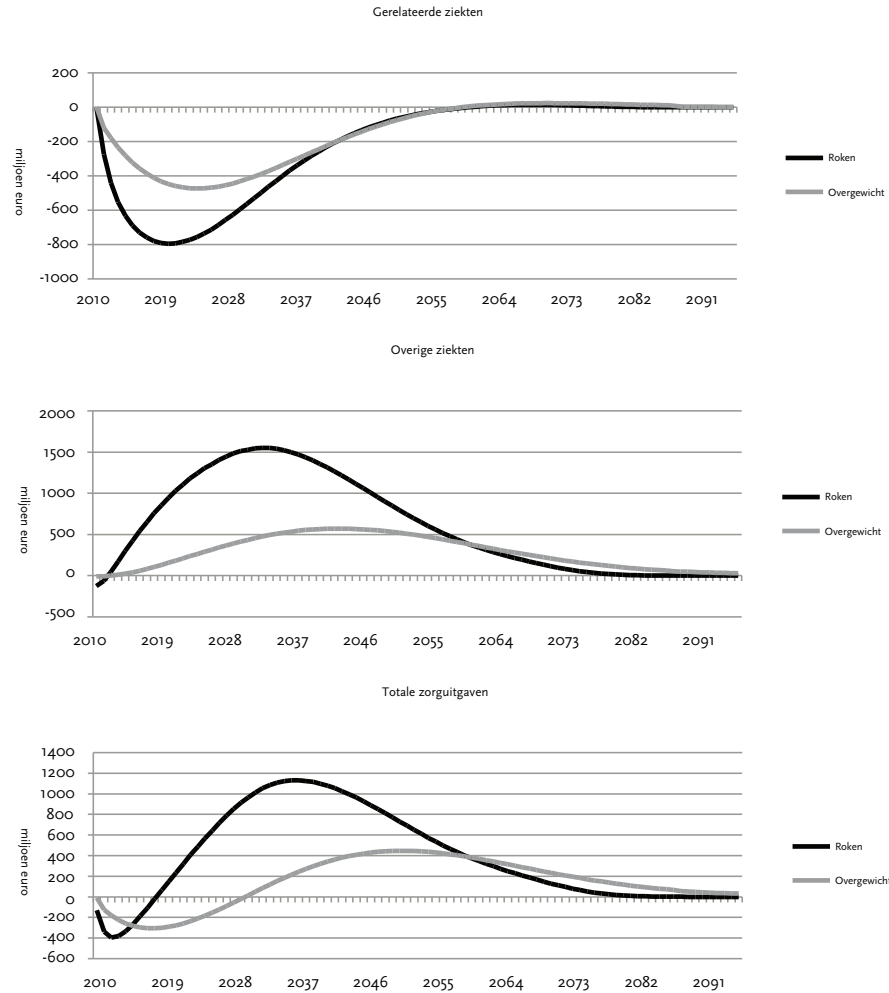 Gerelateerde ziekten
200
0
-200
-400
-600
-800
-1000
miljoen euro
2010 2019 2028 2037 2046 2055 2064 2073 2082 2091
Roken
Overgewicht
Overige ziekten
2000
1500
1000
500
0
-500
miljoen euro
2010 2019 2028 2037 2046 2055 2064 2073 2082 2091
Roken
Overgewicht
Totale zorguitgaven
1400
1200
1000
800
600
400
200
0
-200
-400
-600
miljoen euro
2010 2019 2028 2037 2046 2055 2064 2073 2082 2091
Roken
Overgewicht